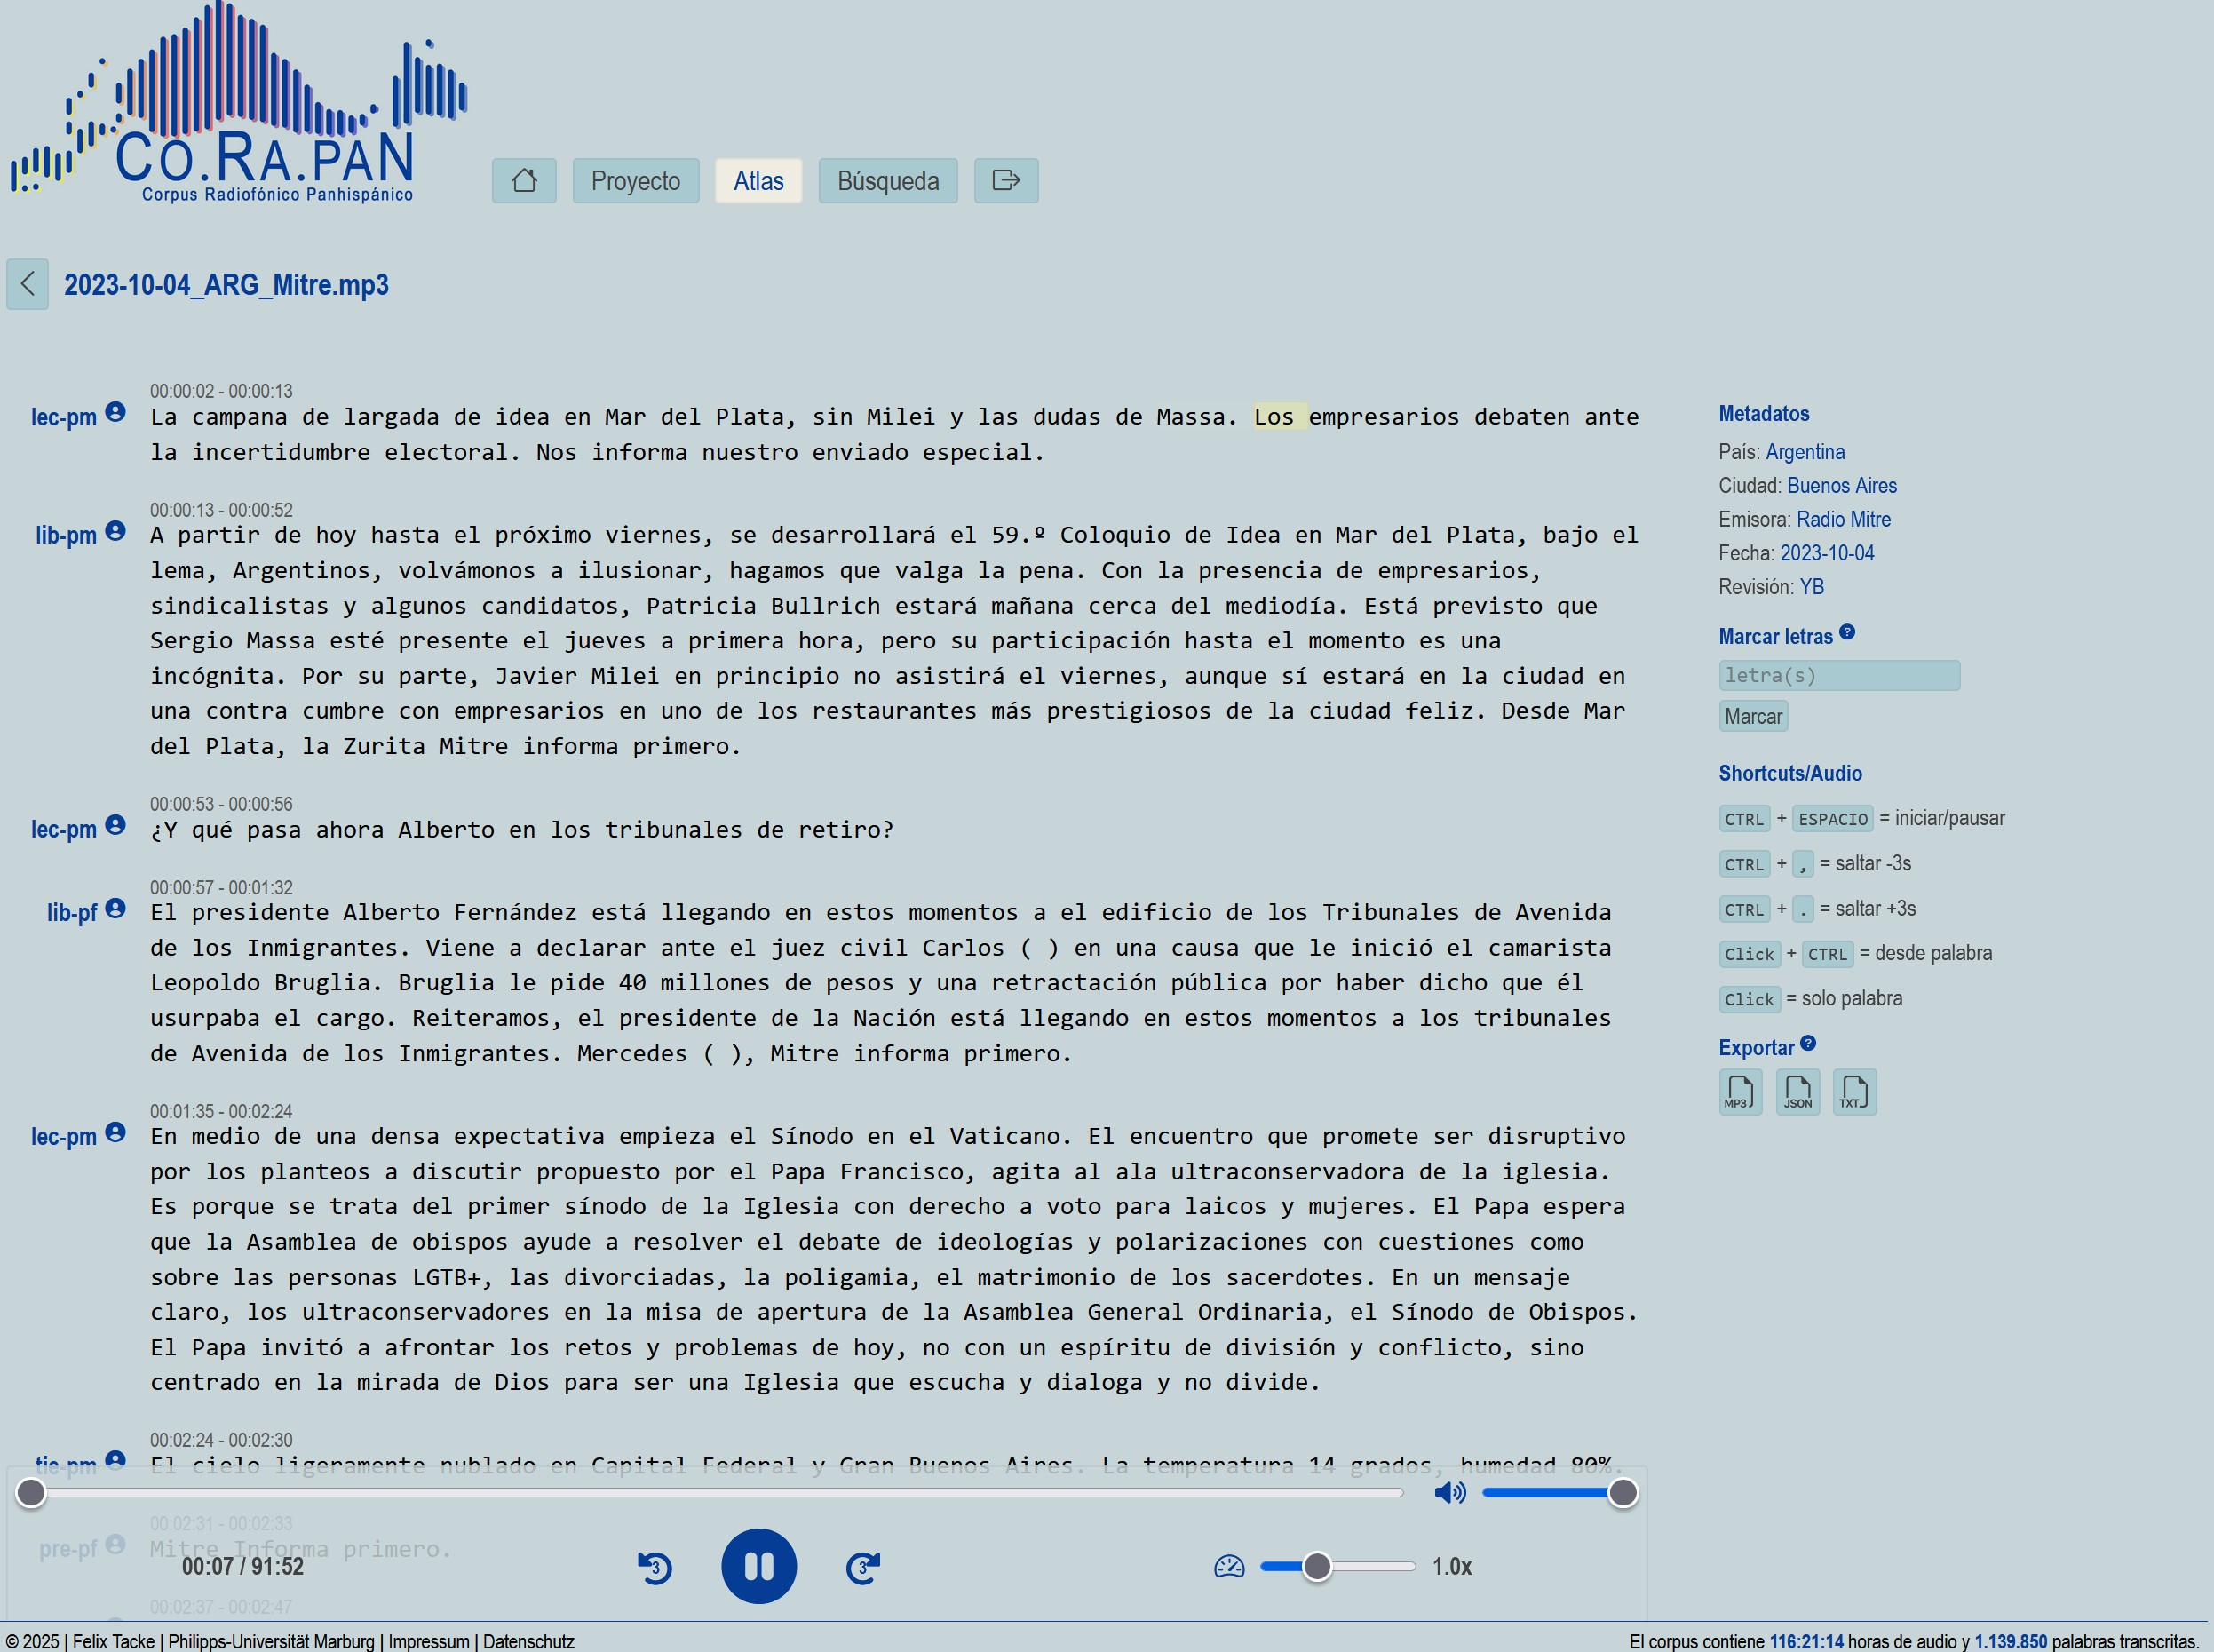 CO.RA.PAN
Corpus Radiofónico Panhispánico
Proyecto
Atlas
Búsqueda
2023-10-04_ARG_Mitre.mp3
00:00:02 - 00:00:13
lec-pm
La campana de largada de idea en Mar del Plata, sin Milei y las dudas de Massa. Los empresarios debaten ante
la incertidumbre electoral. Nos informa nuestro enviado especial.
00:00:13 - 00:00:52
lib-pm
A partir de hoy hasta el próximo viernes, se desarrollará el 59.º Coloquio de Idea en Mar del Plata, bajo el
lema, Argentinos, volvámonos a ilusionar, hagamos que valga la pena. Con la presencia de empresarios,
sindicalistas y algunos candidatos, Patricia Bullrich estará mañana cerca del mediodía. Está previsto que
Sergio Massa esté presente el jueves a primera hora, pero su participación hasta el momento es una
incógnita. Por su parte, Javier Milei en principio no asistirá el viernes, aunque sí estará en la ciudad en
una contra cumbre con empresarios en uno de los restaurantes más prestigiosos de la ciudad feliz. Desde Mar
del Plata, la Zurita Mitre informa primero.
00:00:53 - 00:00:56
lec-pm
¿Y qué pasa ahora Alberto en los tribunales de retiro?
00:00:57 - 00:01:32
lib-pf
El presidente Alberto Fernández está llegando en estos momentos a el edificio de los Tribunales de Avenida
de los Inmigrantes. Viene a declarar ante el juez civil Carlos ( ) en una causa que le inició el camarista
Leopoldo Bruglia. Bruglia le pide 40 millones de pesos y una retractación pública por haber dicho que él
usurpaba el cargo. Reiteramos, el presidente de la Nación está llegando en estos momentos a los tribunales
de Avenida de los Inmigrantes. Mercedes ( ), Mitre informa primero.
00:01:35 - 00:02:24
lec-pm
En medio de una densa expectativa empieza el Sínodo en el Vaticano. El encuentro que promete ser disruptivo
por los planteos a discutir propuesto por el Papa Francisco, agita al ala ultraconservadora de la iglesia.
Es porque se trata del primer sínodo de la Iglesia con derecho a voto para laicos y mujeres. El Papa espera
que la Asamblea de obispos ayude a resolver el debate de ideologías y polarizaciones con cuestiones como
sobre las personas LGTB+, las divorciadas, la poligamia, el matrimonio de los sacerdotes. En un mensaje
claro, los ultraconservadores en la misa de apertura de la Asamblea General Ordinaria, el Sínodo de Obispos.
El Papa invitó a afrontar los retos y problemas de hoy, no con un espíritu de división y conflicto, sino
centrado en la mirada de Dios para ser una Iglesia que escucha y dialoga y no divide.
00:02:24 - 00:02:30
tie-pm
El cielo ligeramente nublado en Capital Federal y Gran Buenos Aires. La temperatura 14 grados, humedad 80%.
00:02:31 - 00:02:33
pre-pf
Mitre Informa primero.
00:02:37 - 00:02:47
Metadatos
País: Argentina
Ciudad: Buenos Aires
Emisora: Radio Mitre
Fecha: 2023-10-04
Revisión: YB
Marcar letras ?
letra(s)
Marcar
Shortcuts/Audio
CTRL + ESPACIO = iniciar/pausar
CTRL + , = saltar -3s
CTRL + . = saltar +3s
Click + CTRL = desde palabra
Click = solo palabra
Exportar ?
MP3 JSON TXT
00:07 / 91:52
3
3
1.0x
© 2025 | Felix Tacke | Philipps-Universität Marburg | Impressum | Datenschutz
El corpus contiene 116:21:14 horas de audio y 1.139.850 palabras transcritas.